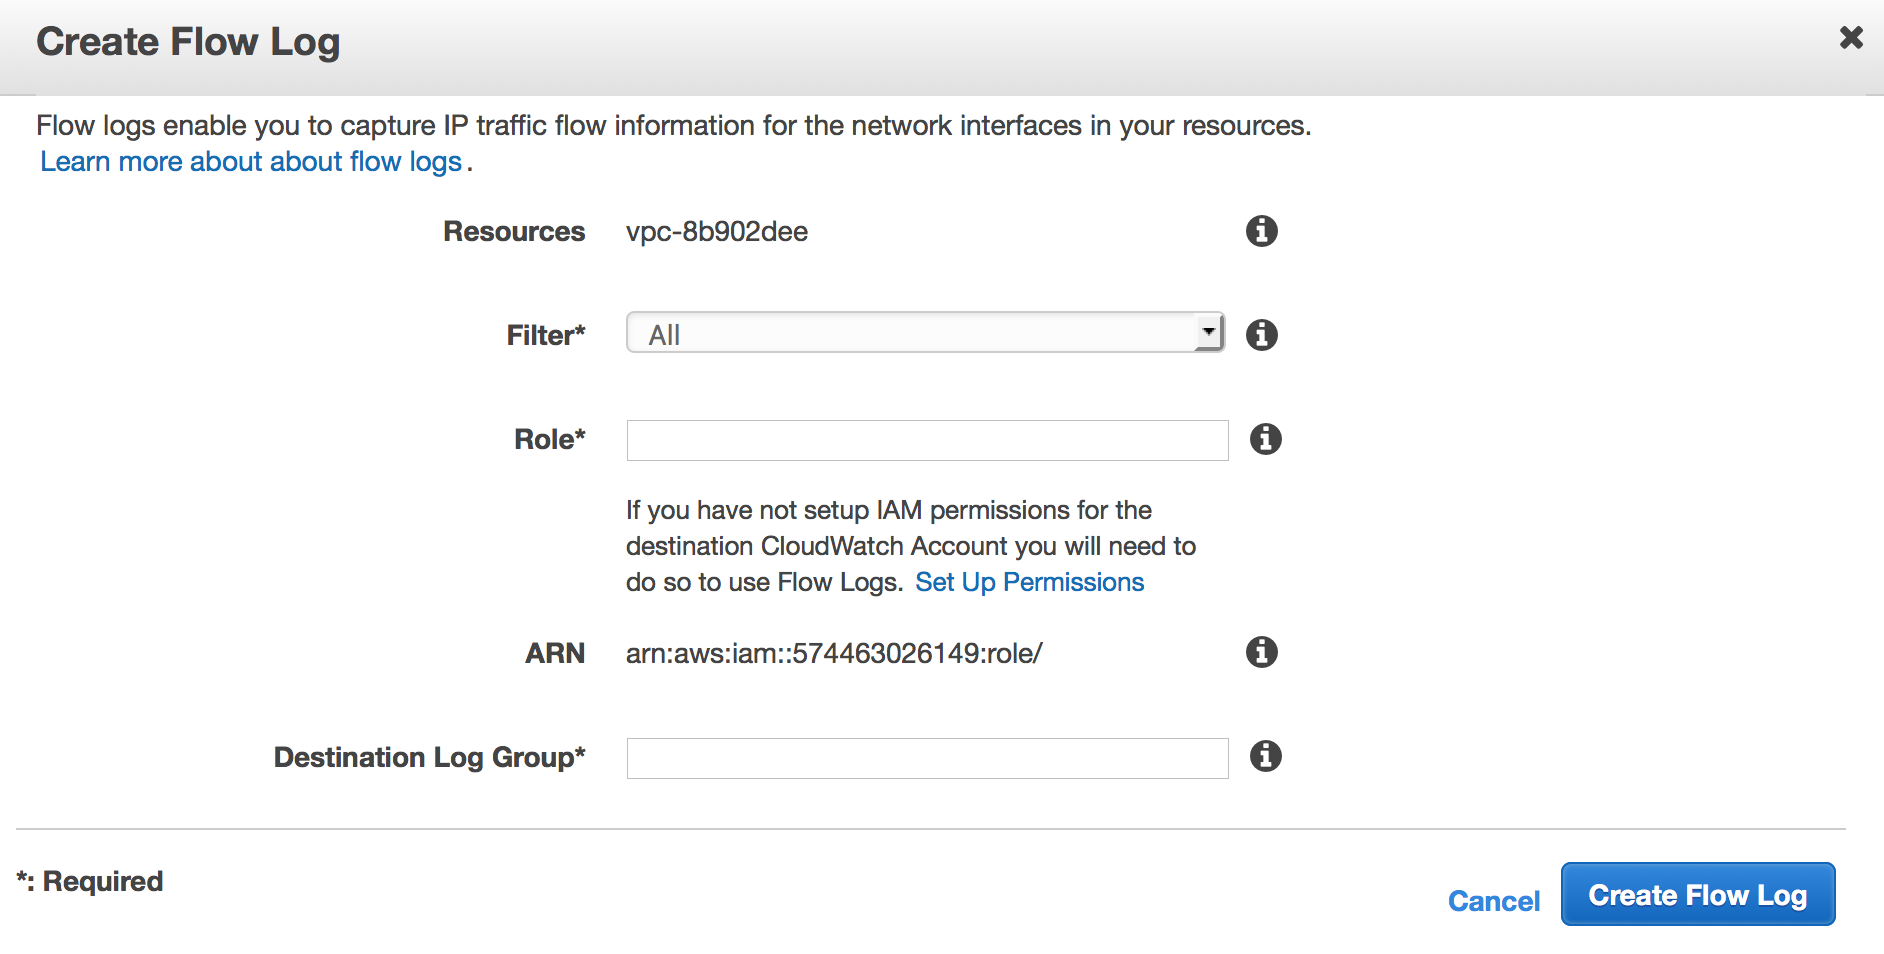 Create Flow Log
Flow logs enable you to capture IP traffic flow information for the network interfaces in your resources.
Learn more about about flow logs.
Resources vpc-8b902dee
Filter* All
Role*
If you have not setup IAM permissions for the
destination CloudWatch Account you will need to
do so to use Flow Logs. Set Up Permissions
ARN arn:aws:iam::574463026149:role/
Destination Log Group*
*: Required
Cancel Create Flow Log